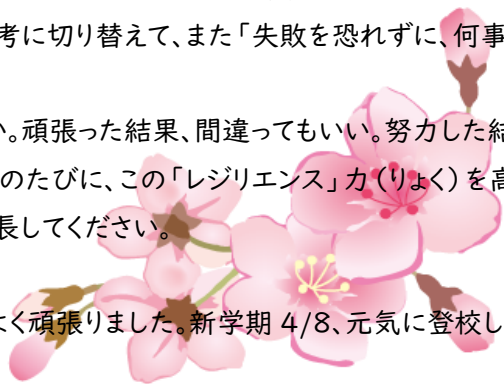 考に切り替えて、また「失敗を恐れずに、何事
い。頑張った結果、間違ってもいい。努力した結
のたびに、この「レジリエンス」力（りょく）を高
長してください。
よく頑張りました。新学期 4/8、元気に登校し